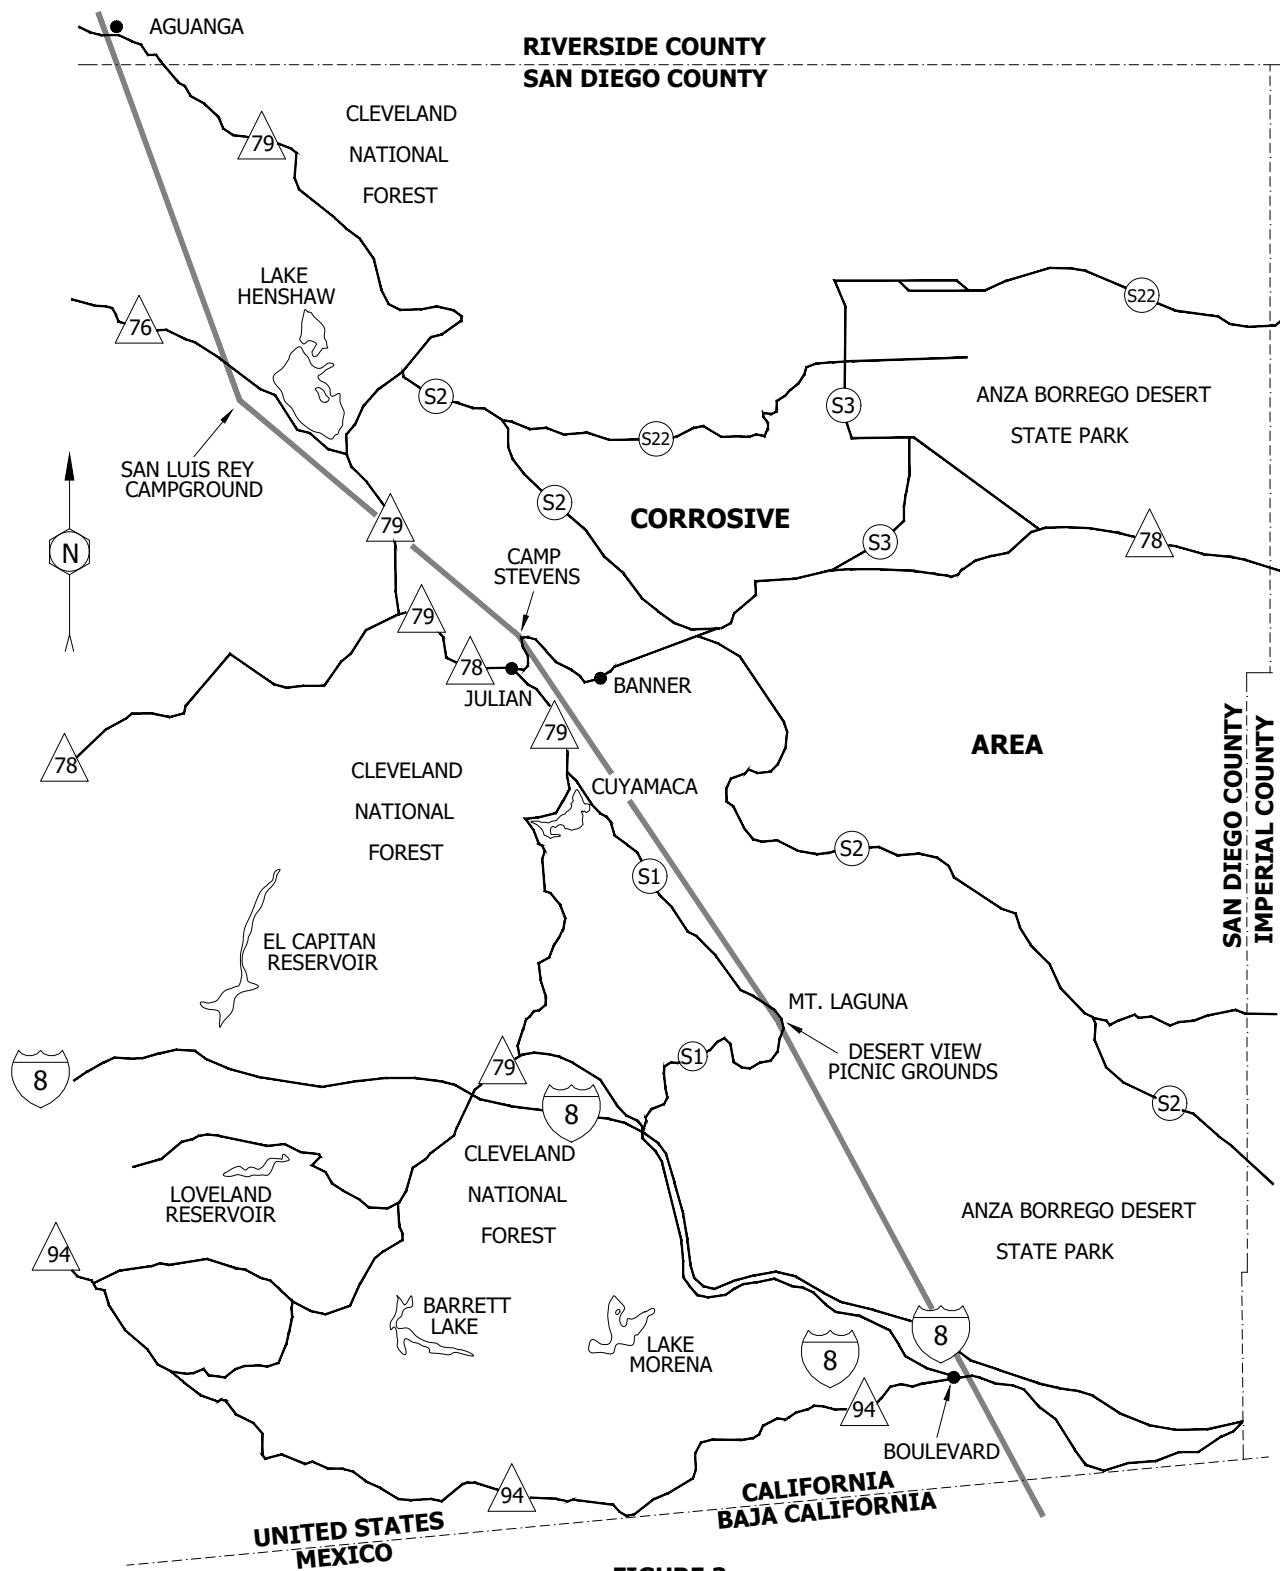 AGUANGA
RIVERSIDE COUNTY
SAN DIEGO COUNTY
CLEVELAND
NATIONAL
FOREST
79
LAKE
HENSHAW
76
S22
S2
S3
ANZA BORREGO DESERT
STATE PARK
S22
SAN LUIS REY
CAMPGROUND
S2
CORROSIVE
79
S3
78
N
CAMP
STEVENS
79
78
JULIAN
BANNER
79
78
AREA
SAN DIEGO COUNTY
IMPERIAL COUNTY
CLEVELAND
NATIONAL
FOREST
CUYAMACA
S2
S1
EL CAPITAN
RESERVOIR
MT. LAGUNA
DESERT VIEW
PICNIC GROUNDS
S1
79
8
8
S2
CLEVELAND
NATIONAL
FOREST
LOVELAND
RESERVOIR
ANZA BORREGO DESERT
STATE PARK
94
BARRETT
LAKE
LAKE
MORENA
8
8
94
BOULEVARD
94
CALIFORNIA
BAJA CALIFORNIA
UNITED STATES
MEXICO